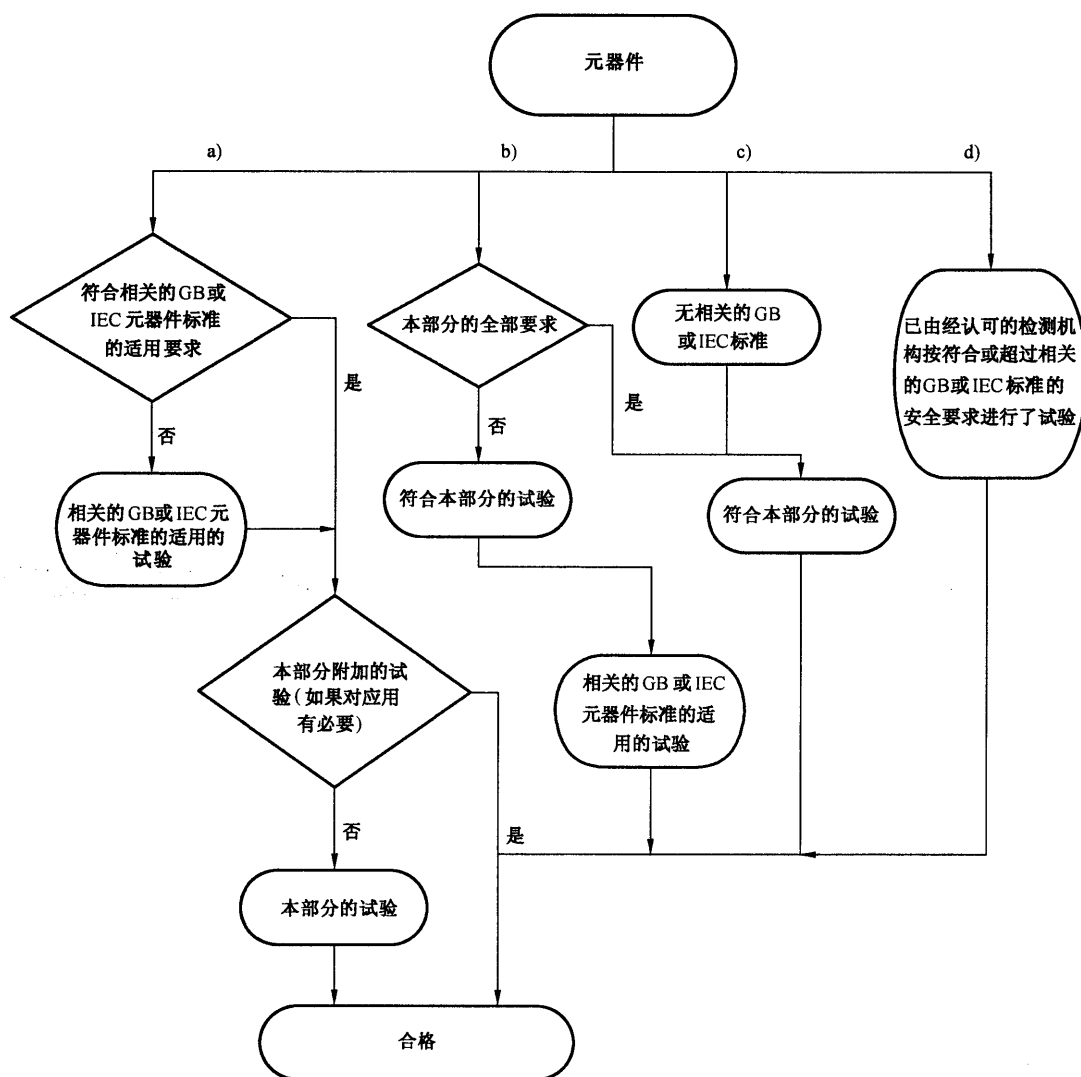 元器件
a)
b)
c)
d)
符合相关的GB或
IEC元器件标准
的适用要求
是
否
相关的GB或IEC元
器件标准的适用的
试验
本部分的全部要求
是
否
符合本部分的试验
无相关的GB
或IEC标准
符合本部分的试验
已由经认可的检测机
构按符合或超过相关
的GB或IEC标准的
安全要求进行了试验
本部分附加的试
验(如果对应用
有必要)
相关的GB或IEC
元器件标准的适
用的试验
否
是
本部分的试验
合格